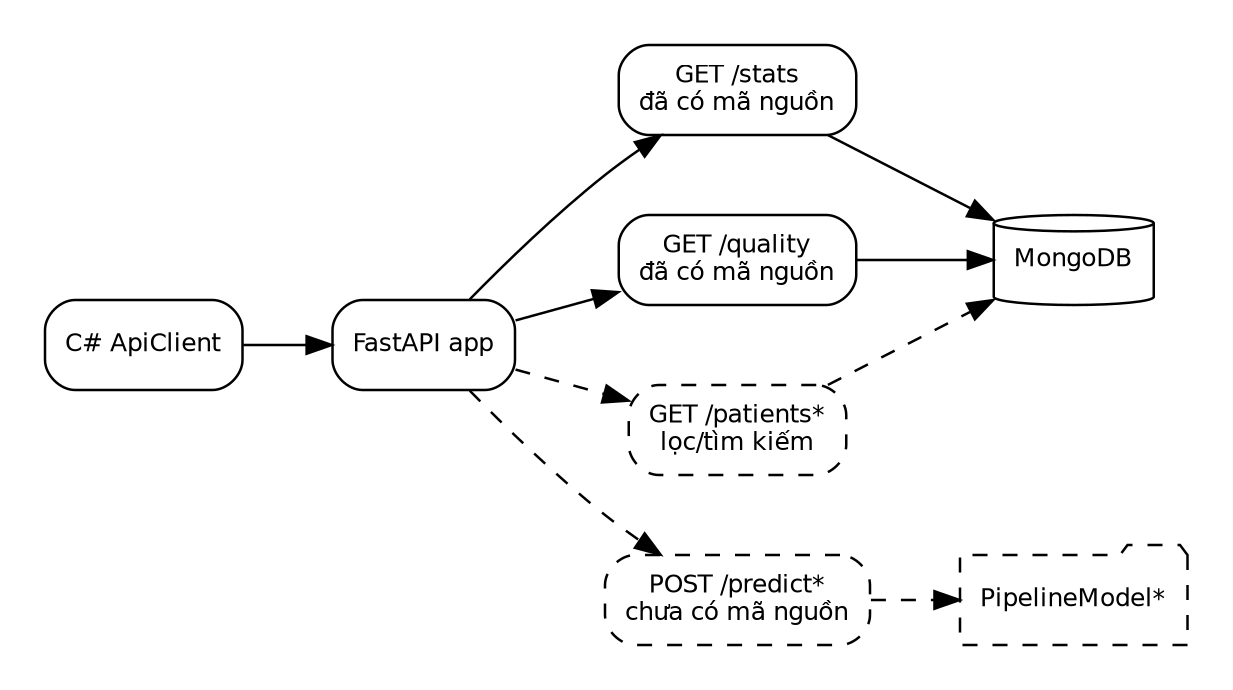 GET /stats
đã có mã nguồn
GET /quality
đã có mã nguồn
MongoDB
C# ApiClient
FastAPI app
GET /patients*
lọc/tìm kiếm
POST /predict*
chưa có mã nguồn
PipelineModel*